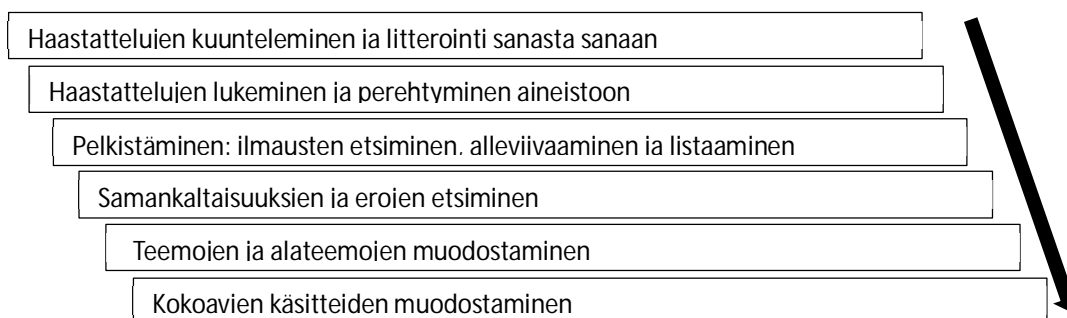 Haastattelujen kuunteleminen ja litterointi sanasta sanaan
Haastattelujen lukeminen ja perehtyminen aineistoon
Pelkistäminen: ilmausten etsiminen, alleviivaaminen ja listaaminen
Samankaltaisuuksien ja erojen etsiminen
Teemojen ja alateemojen muodostaminen
Kokoavien käsitteiden muodostaminen